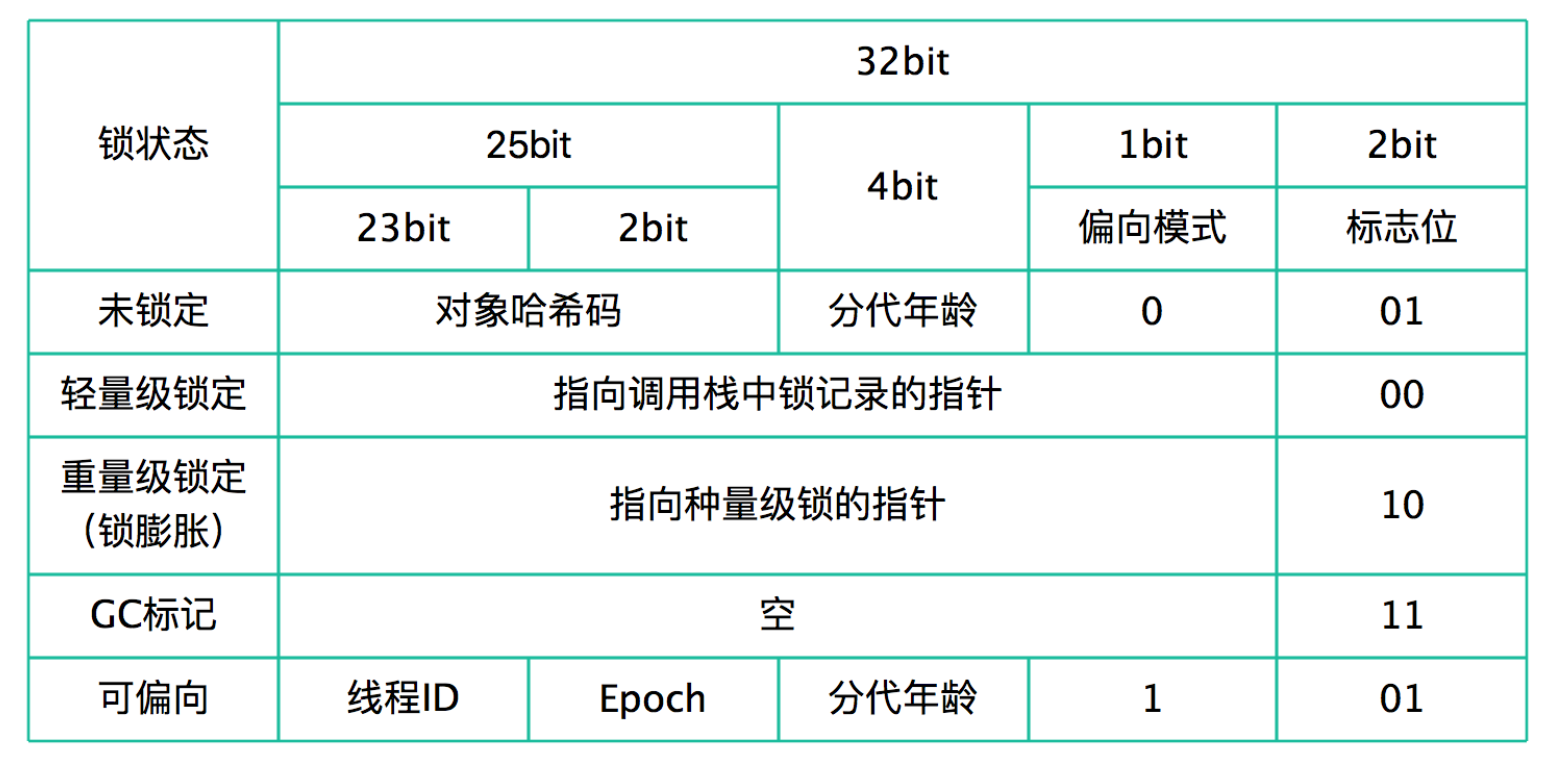 32bit
锁状态
25bit
4bit
1bit
2bit
23bit
2bit
偏向模式
标志位
未锁定
对象哈希码
分代年龄
0
01
轻量级锁定
指向调用栈中锁记录的指针
00
重量级锁定
（锁膨胀）
指向种量级锁的指针
10
GC标记
空
11
可偏向
线程ID
Epoch
分代年龄
1
01